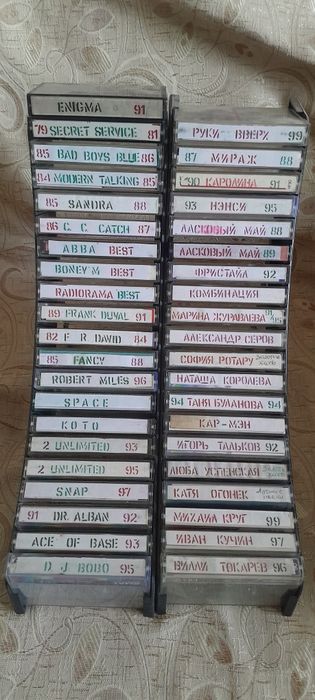 ENIGMA 91
79 SECRET SERVICE 81
85 BAD BOYS BLUE 86
84 MODERN TALKING 85
85 SANDRA 88
86 C. C. CATCH 87
ABBA BEST
BONEY M BEST
RADIORAMA BEST
89 FRANK DUVAL 91
82 F R DAVID 84
85 FANCY 88
ROBERT MILES 96
SPACE
KOTO
2 UNLIMITED 93
2 UNLIMITED 95
SNAP 97
91 DR. ALBAN 92
ACE OF BASE 93
D J BOBO 95
РУКИ ВВЕРХ 99
87 МИРАЖ 88
90 КАРОЛИНА 91
93 НЭНСИ 95
ЛАСКОВЫЙ МАЙ 88
ЛАСКОВЫЙ МАЙ 89
ФРИСТАЙЛ 92
КОМБИНАЦИЯ
МАРИНА ЖУРАВЛЕВА
АЛЕКСАНДР СЕРОВ
СОФИЯ РОТАРУ
НАТАША КОРОЛЕВА
94 ТАНЯ БУЛАНОВА 94
КАР-МЭН
ИГОРЬ ТАЛЬКОВ 92
ЛЮБА УСПЕНСКАЯ
КАТЯ ОГОНЕК
МИХАИЛ КРУГ 99
ИВАН КУЧИН 97
ВИЛЛИ ТОКАРЕВ 96